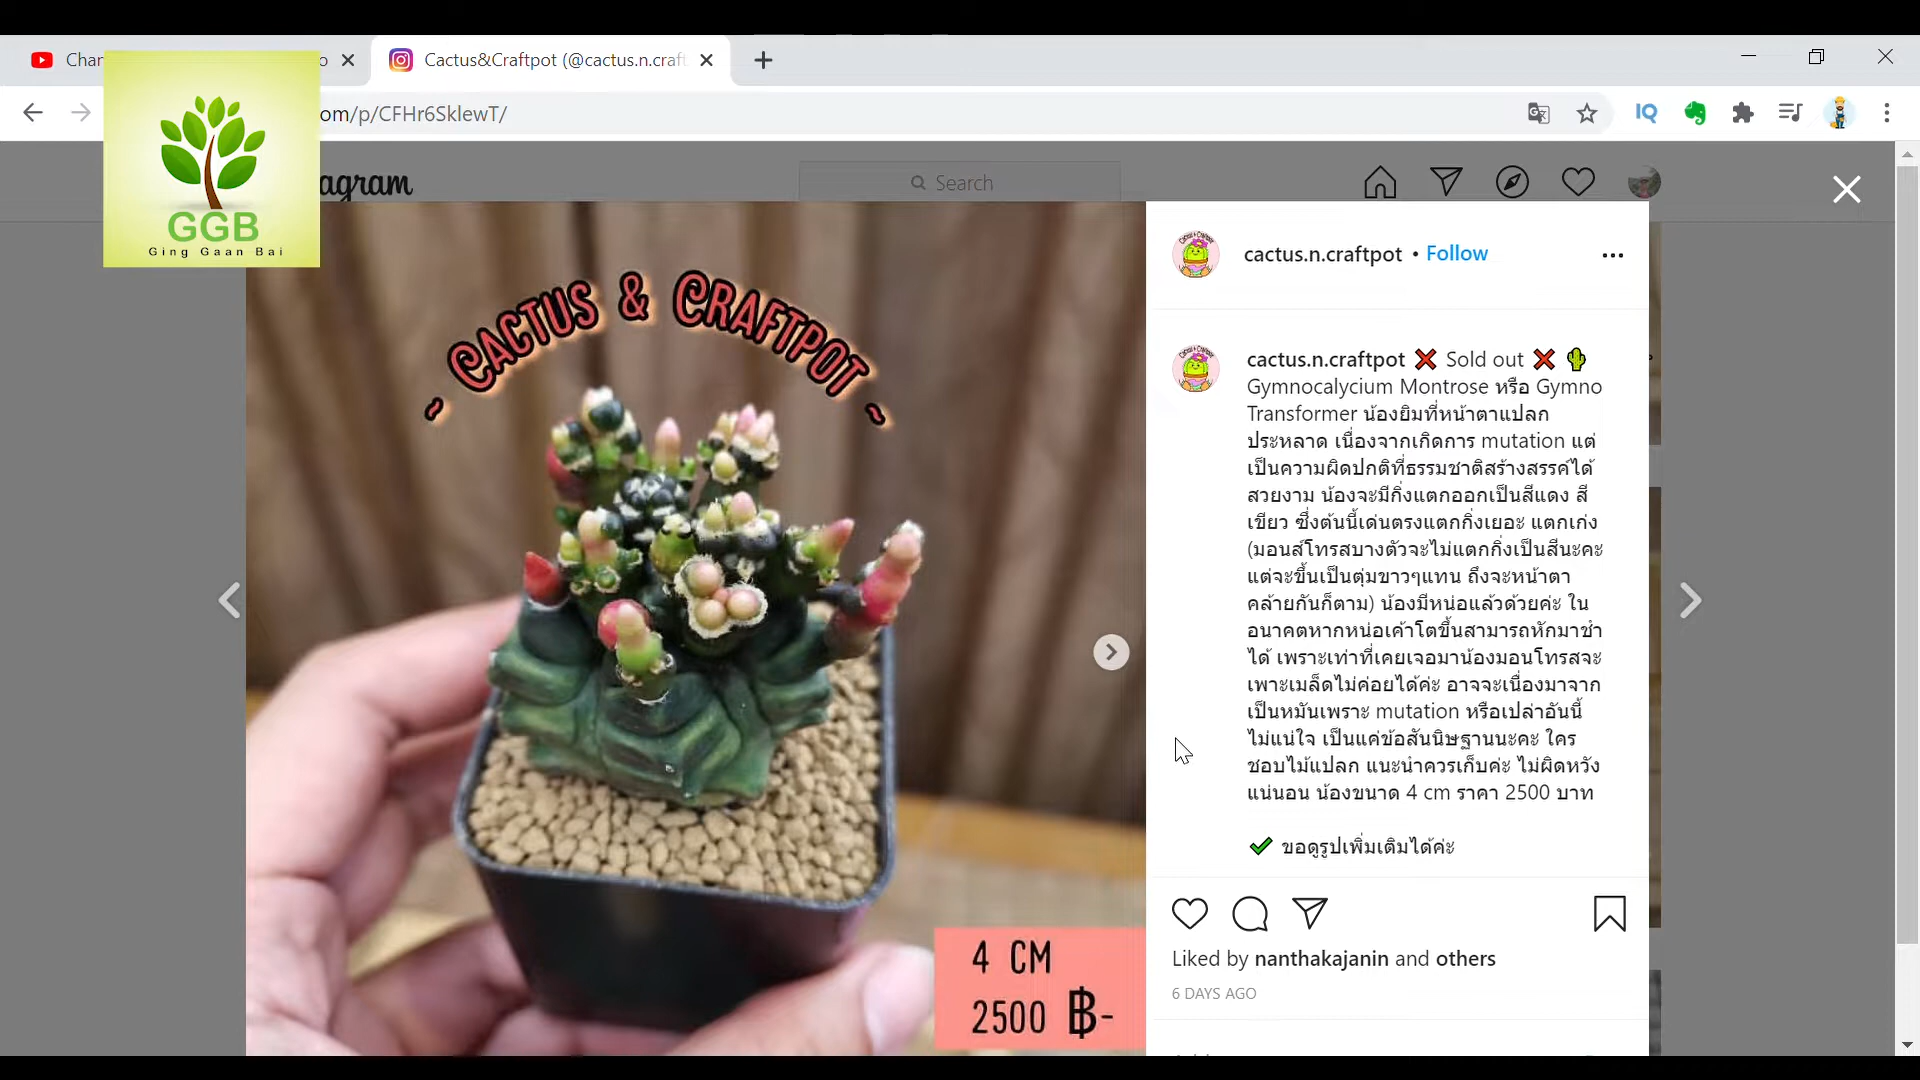 Chan
o
Cactus&Craftpot (@cactus.n.craft
om/p/CFHr6SklewT/
IQ
GGB
Ging Gaan Bai
agram
Search
~ CACTUS & CRAFTPOT ~
4 CM
2500 ฿-
cactus.n.craftpot • Follow
cactus.n.craftpot ❌ Sold out ❌ 🌵
Gymnocalycium Montrose หรือ Gymno
Transformer น้องยิมที่หน้าตาแปลก
ประหลาด เนื่องจากเกิดการ mutation แต่
เป็นความผิดปกติที่ธรรมชาติสร้างสรรค์ได้
สวยงาม น้องจะมีกิ่งแตกออกเป็นสีแดง สี
เขียว ซึ่งต้นนี้เด่นตรงแตกกิ่งเยอะ แตกเก่ง
(มอนส์โทรสบางตัวจะไม่แตกกิ่งเป็นสีนะคะ
แต่จะขึ้นเป็นตุ่มขาวๆแทน ถึงจะหน้าตา
คล้ายกันก็ตาม) น้องมีหน่อแล้วด้วยค่ะ ใน
อนาคตหากหน่อเค้าโตขึ้นสามารถหักมาชำ
ได้ เพราะเท่าที่เคยเจอมาน้องมอนโทรสจะ
เพาะเมล็ดไม่ค่อยได้ค่ะ อาจจะเนื่องมาจาก
เป็นหมันเพราะ mutation หรือเปล่าอันนี้
ไม่แน่ใจ เป็นแค่ข้อสันนิษฐานนะคะ ใคร
ชอบไม้แปลก แนะนำควรเก็บค่ะ ไม่ผิดหวัง
แน่นอน น้องขนาด 4 cm ราคา 2500 บาท
✔ ขอดูรูปเพิ่มเติมได้ค่ะ
Liked by nanthakajanin and others
6 DAYS AGO